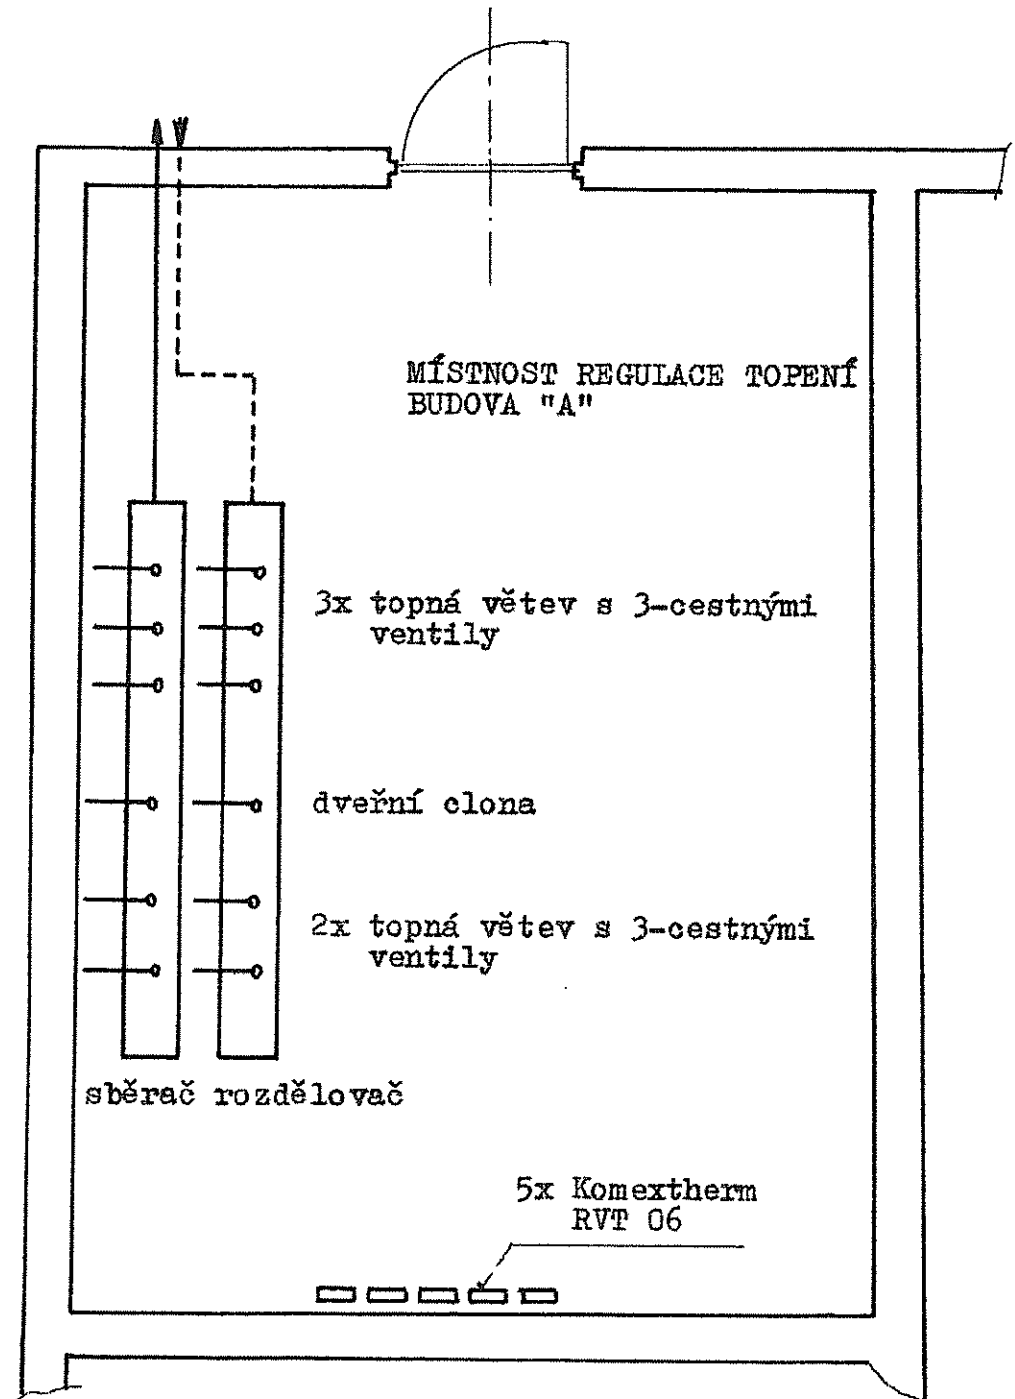 MÍSTNOST REGULACE TOPENÍ
BUDOVA "A"
3x topná větev s 3-cestnými
ventily
dveřní clona
2x topná větev s 3-cestnými
ventily
sběrač rozdělovač
5x Komextherm
RVT 06